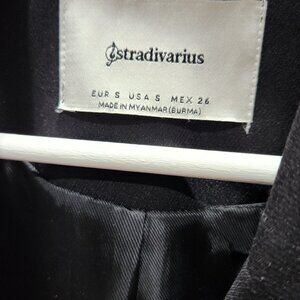 stradivarius
EUR S USA S MEX 26
MADE IN MYANMAR (BURMA)